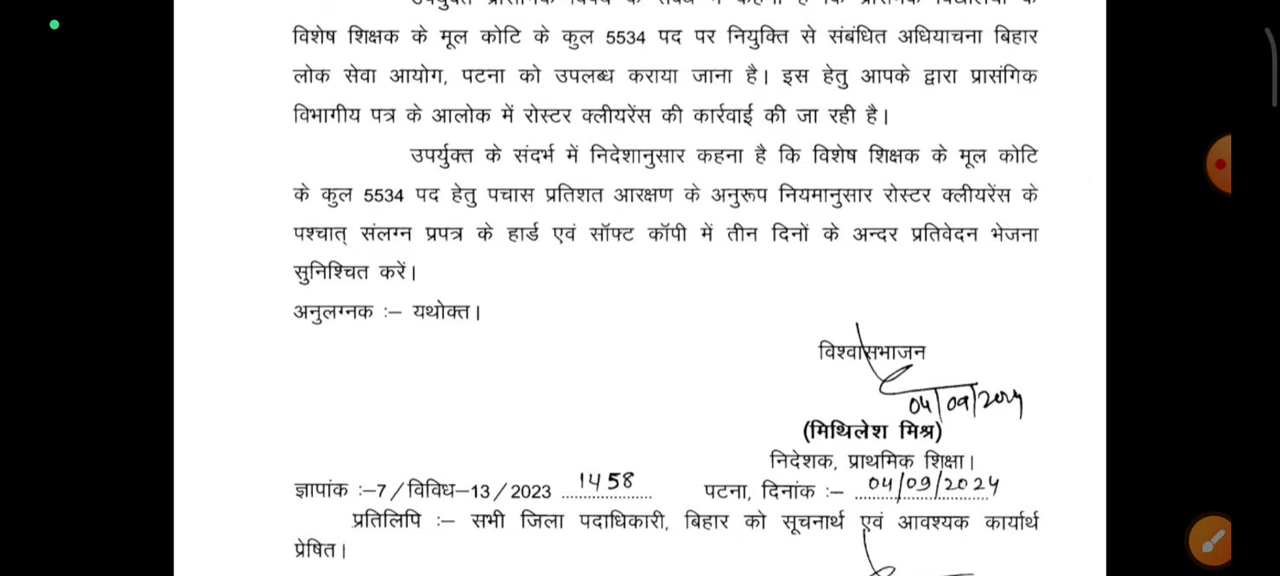 विशेष शिक्षक के मूल कोटि के कुल 5534 पद पर नियुक्ति से संबंधित अधियाचना बिहार
लोक सेवा आयोग, पटना को उपलब्ध कराया जाना है। इस हेतु आपके द्वारा प्रासंगिक
विभागीय पत्र के आलोक में रोस्टर क्लीयरेंस की कार्रवाई की जा रही है।
उपर्युक्त के संदर्भ में निदेशानुसार कहना है कि विशेष शिक्षक के मूल कोटि
के कुल 5534 पद हेतु पचास प्रतिशत आरक्षण के अनुरूप नियमानुसार रोस्टर क्लीयरेंस के
पश्चात् संलग्न प्रपत्र के हार्ड एवं सॉफ्ट कॉपी में तीन दिनों के अन्दर प्रतिवेदन भेजना
सुनिश्चित करें।
अनुलग्नक :– यथोक्त।
विश्वासभाजन
04/09/2024
(मिथिलेश मिश्र)
निदेशक, प्राथमिक शिक्षा।
ज्ञापांक :–7/विविध–13/2023 1458 पटना, दिनांक :– 04/09/2024
प्रतिलिपि :– सभी जिला पदाधिकारी, बिहार को सूचनार्थ एवं आवश्यक कार्यार्थ
प्रेषित।